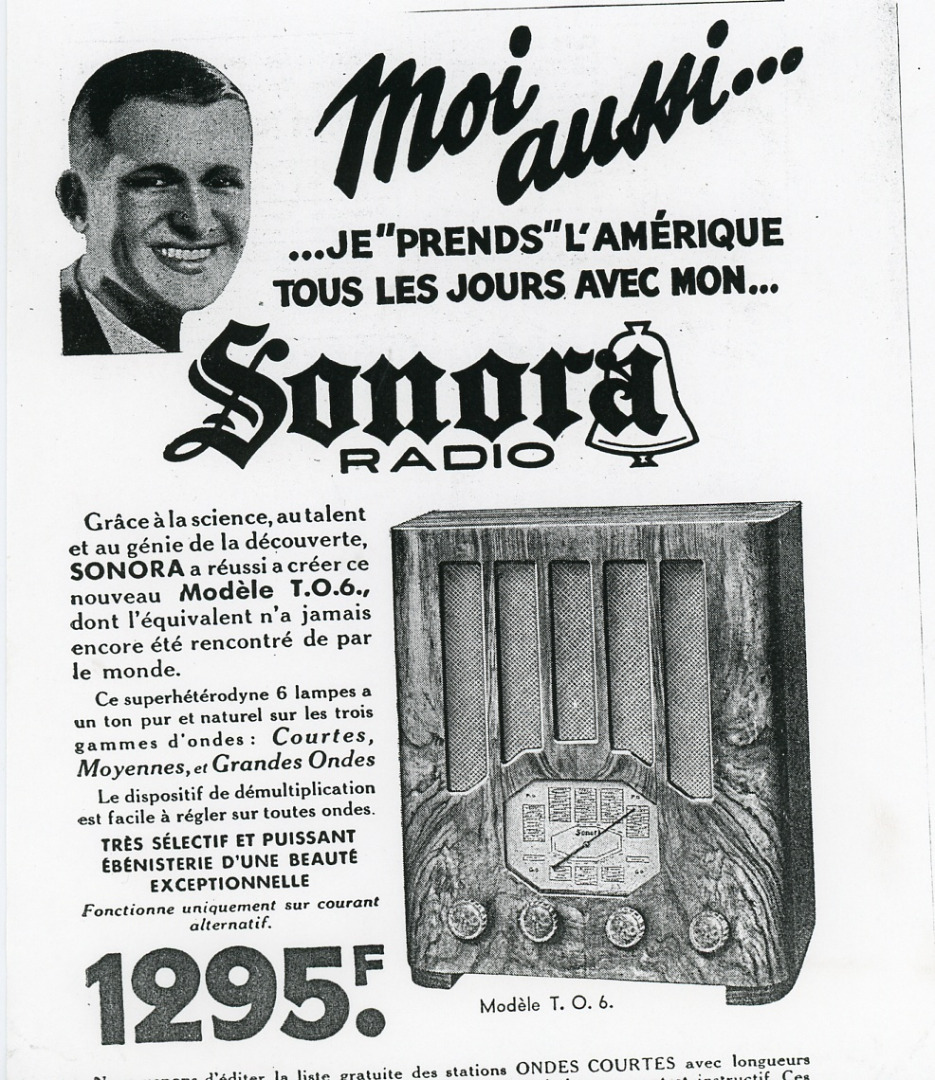 Moi
aussi...
...JE "PRENDS" L'AMÉRIQUE
TOUS LES JOURS AVEC MON...
Sonora
RADIO
Grâce à la science, au talent
et au génie de la découverte,
SONORA a réussi a créer ce
nouveau Modèle T.O.6.,
dont l'équivalent n'a jamais
encore été rencontré de par
le monde.
Ce superhétérodyne 6 lampes a
un ton pur et naturel sur les trois
gammes d'ondes : Courtes,
Moyennes, et Grandes Ondes
Le dispositif de démultiplication
est facile à régler sur toutes ondes.
TRÈS SÉLECTIF ET PUISSANT
ÉBÉNISTERIE D'UNE BEAUTÉ
EXCEPTIONNELLE
Fonctionne uniquement sur courant
alternatif.
1295.F
Sonora
Modèle T. O. 6.
d'éditer la liste gratuite des stations ONDES COURTES avec longueurs
instructif. Ces